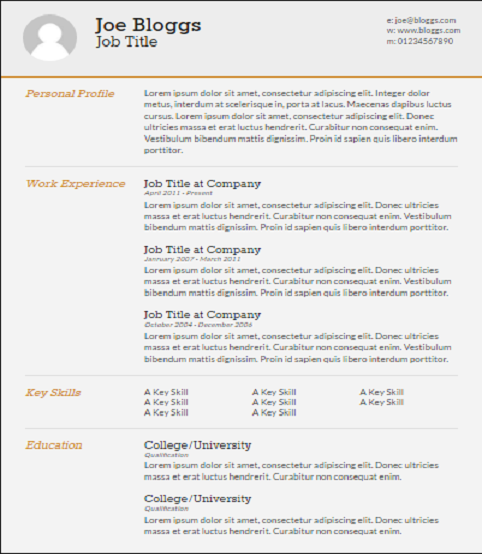 Joe Bloggs
Job Title
e: joe@bloggs.com
w: www.bloggs.com
m: 01234567890
Personal Profile
Lorem ipsum dolor sit amet, consectetur adipiscing elit. Integer dolor
metus, interdum at scelerisque in, porta at lacus. Maecenas dapibus luctus
cursus. Lorem ipsum dolor sit amet, consectetur adipiscing elit. Donec
ultricies massa et erat luctus hendrerit. Curabitur non consequat enim.
Vestibulum bibendum mattis dignissim. Proin id sapien quis libero interdum
porttitor.
Work Experience
Job Title at Company
April 2011 - Present
Lorem ipsum dolor sit amet, consectetur adipiscing elit. Donec ultricies
massa et erat luctus hendrerit. Curabitur non consequat enim. Vestibulum
bibendum mattis dignissim. Proin id sapien quis libero interdum porttitor.
Job Title at Company
Janruary 2007 - March 2011
Lorem ipsum dolor sit amet, consectetur adipiscing elit. Donec ultricies
massa et erat luctus hendrerit. Curabitur non consequat enim. Vestibulum
bibendum mattis dignissim. Proin id sapien quis libero interdum porttitor.
Job Title at Company
October 2004 - December 2006
Lorem ipsum dolor sit amet, consectetur adipiscing elit. Donec ultricies
massa et erat luctus hendrerit. Curabitur non consequat enim. Vestibulum
bibendum mattis dignissim. Proin id sapien quis libero interdum porttitor.
Key Skills
A Key Skill A Key Skill A Key Skill
A Key Skill A Key Skill A Key Skill
A Key Skill A Key Skill
Education
College/University
Qualification
Lorem ipsum dolor sit amet, consectetur adipiscing elit. Donec ultricies
massa et erat luctus hendrerit. Curabitur non consequat enim.
College/University
Qualification
Lorem ipsum dolor sit amet, consectetur adipiscing elit. Donec ultricies
massa et erat luctus hendrerit. Curabitur non consequat enim.